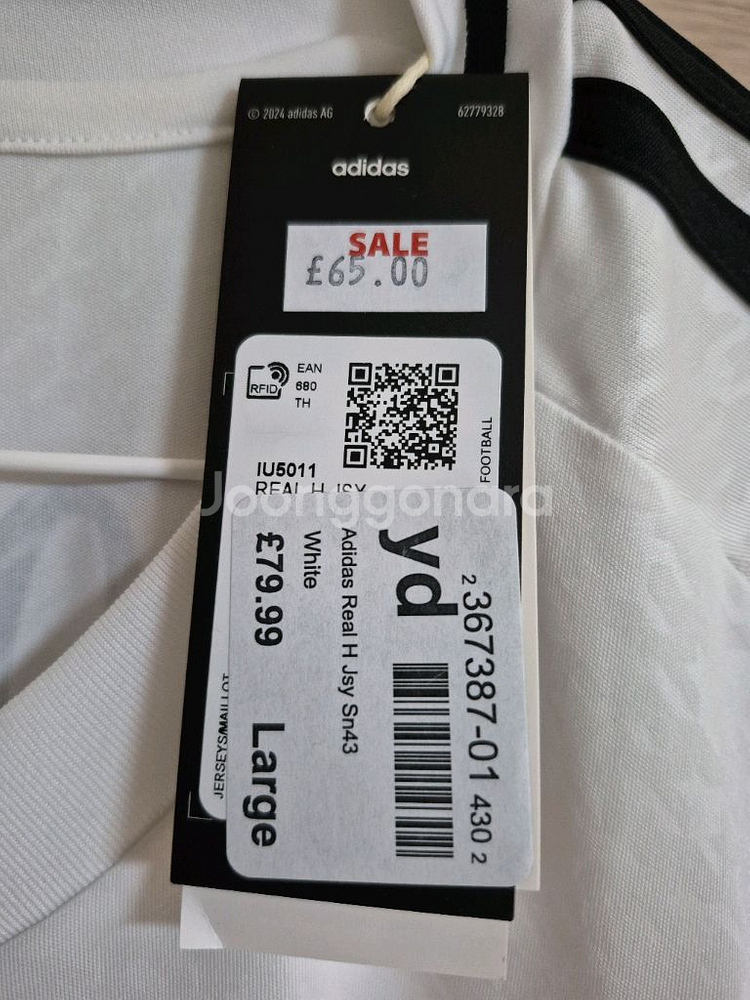 © 2024 adidas AG
62779328
adidas
SALE
£65.00
RFID
EAN
680
TH
IU5011
REAL H JSY
FOOTBALL
Joonggonara
JERSEYS/MAILLOT
yd
2 367387-01 430 2
Adidas Real H Jsy Sn43
White
£79.99 Large